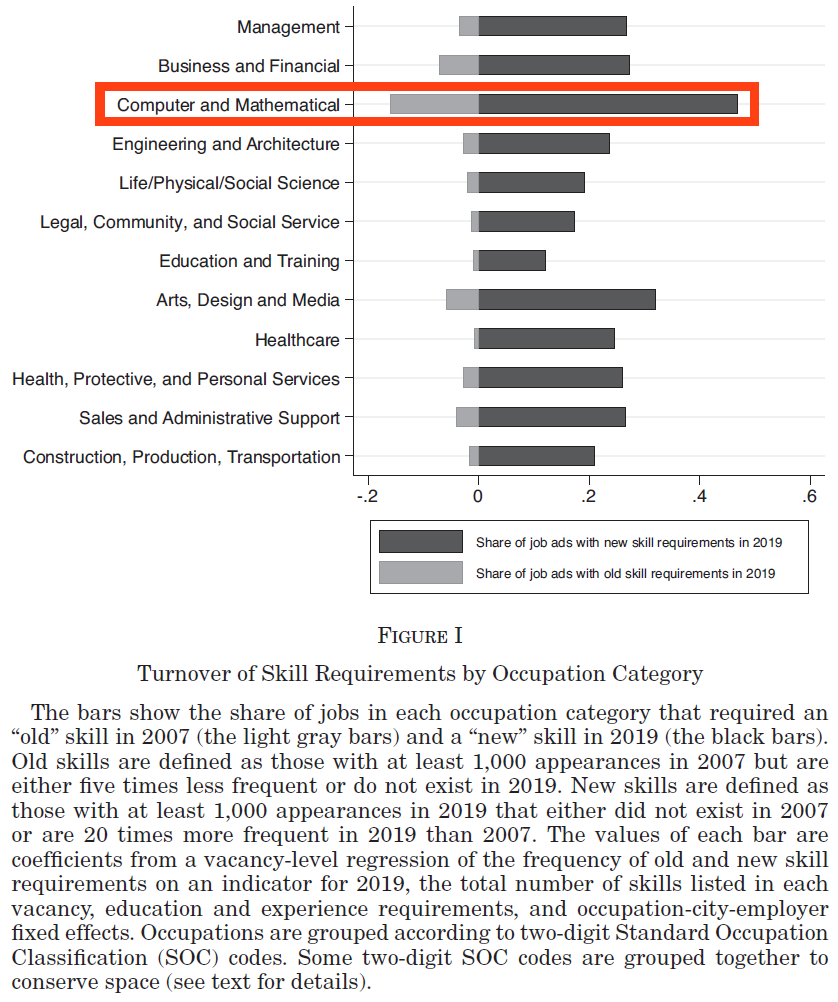 Management
Business and Financial
Computer and Mathematical
Engineering and Architecture
Life/Physical/Social Science
Legal, Community, and Social Service
Education and Training
Arts, Design and Media
Healthcare
Health, Protective, and Personal Services
Sales and Administrative Support
Construction, Production, Transportation
-.2 0 .2 .4 .6
Share of job ads with new skill requirements in 2019
Share of job ads with old skill requirements in 2019
FIGURE I
Turnover of Skill Requirements by Occupation Category
The bars show the share of jobs in each occupation category that required an
“old” skill in 2007 (the light gray bars) and a “new” skill in 2019 (the black bars).
Old skills are defined as those with at least 1,000 appearances in 2007 but are
either five times less frequent or do not exist in 2019. New skills are defined as
those with at least 1,000 appearances in 2019 that either did not exist in 2007
or are 20 times more frequent in 2019 than 2007. The values of each bar are
coefficients from a vacancy-level regression of the frequency of old and new skill
requirements on an indicator for 2019, the total number of skills listed in each
vacancy, education and experience requirements, and occupation-city-employer
fixed effects. Occupations are grouped according to two-digit Standard Occupation
Classification (SOC) codes. Some two-digit SOC codes are grouped together to
conserve space (see text for details).